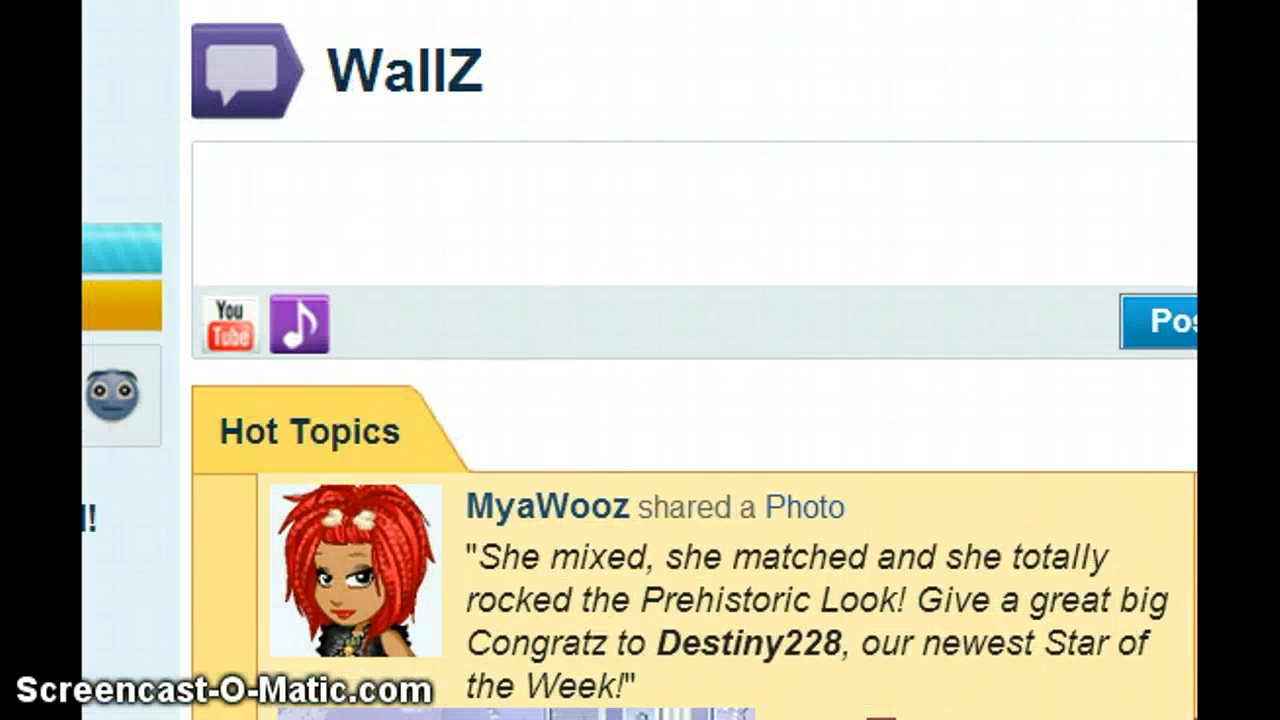 WallZ
You
Tube
Pos
Hot Topics
!
MyaWooz shared a Photo
"She mixed, she matched and she totally
rocked the Prehistoric Look! Give a great big
Congratz to Destiny228, our newest Star of
the Week!"
Screencast-O-Matic.com